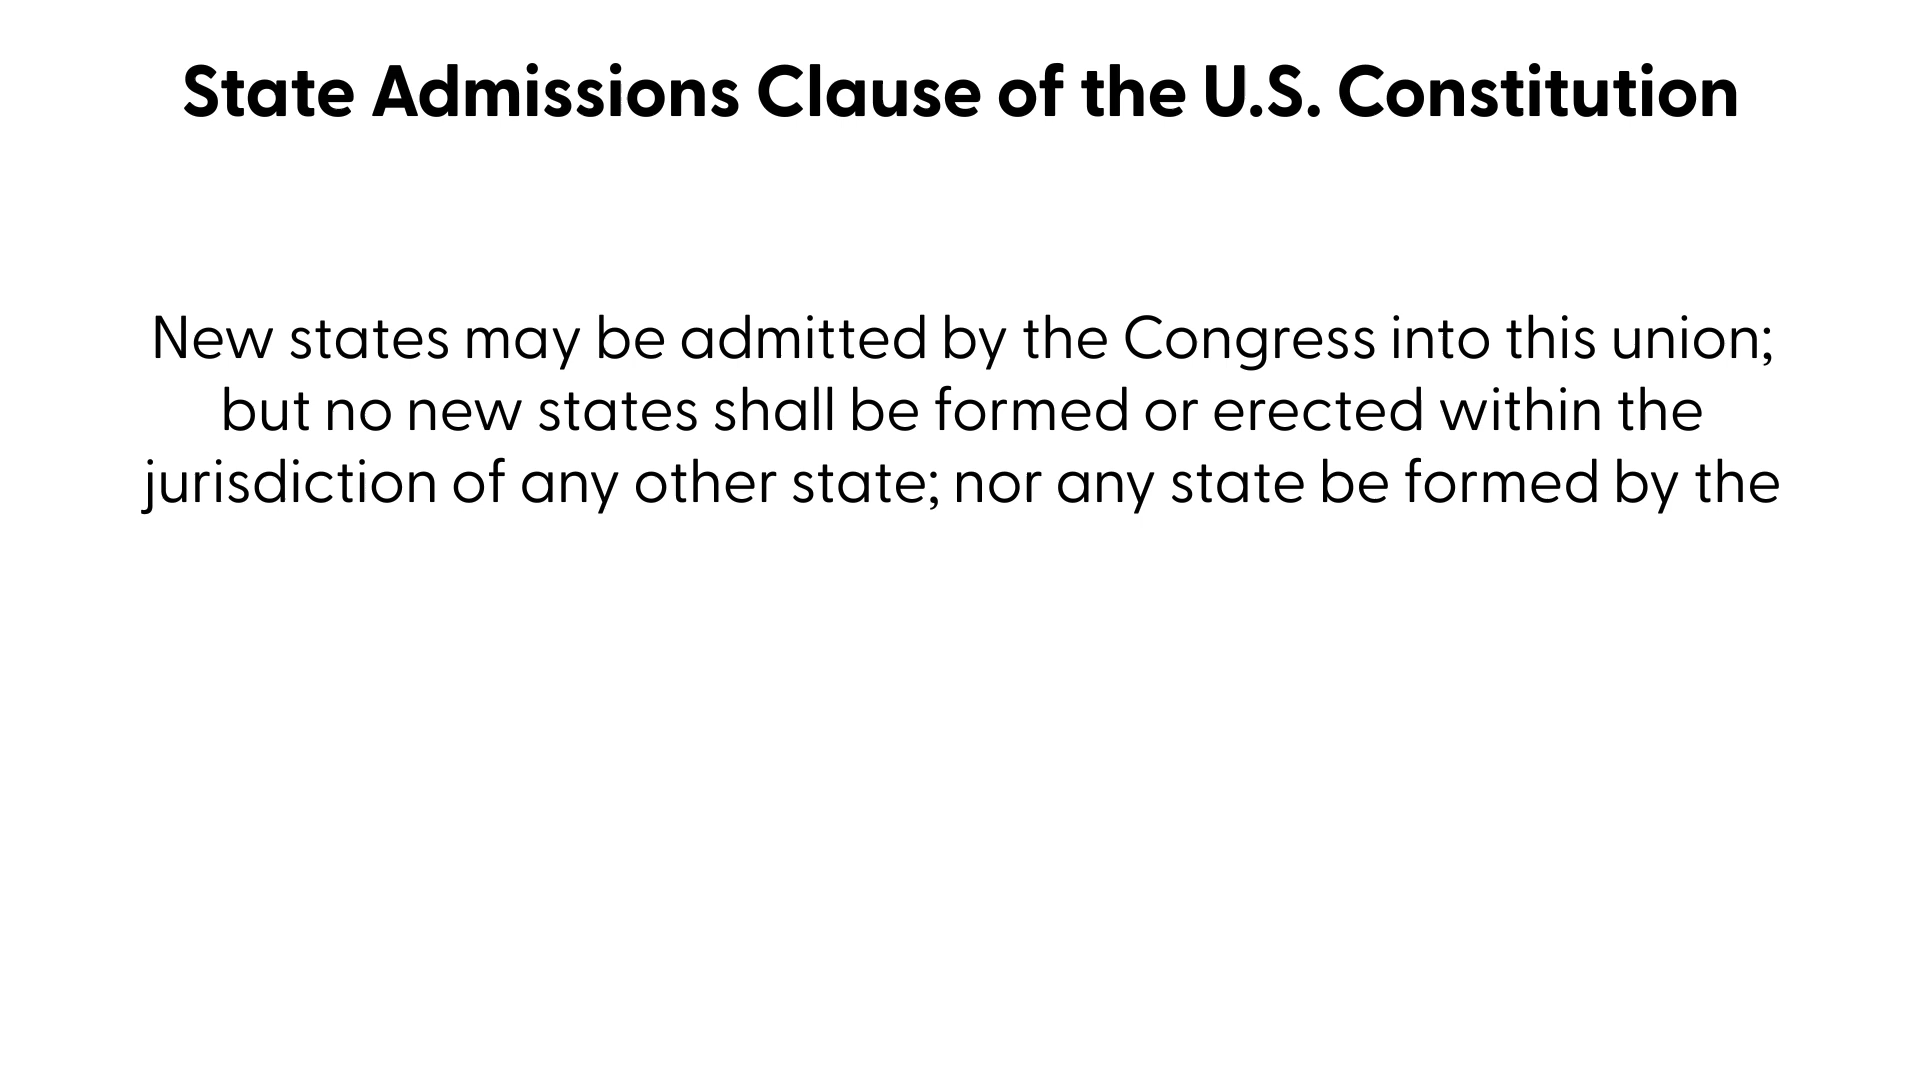 State Admissions Clause of the U.S. Constitution
New states may be admitted by the Congress into this union;
but no new states shall be formed or erected within the
jurisdiction of any other state; nor any state be formed by the